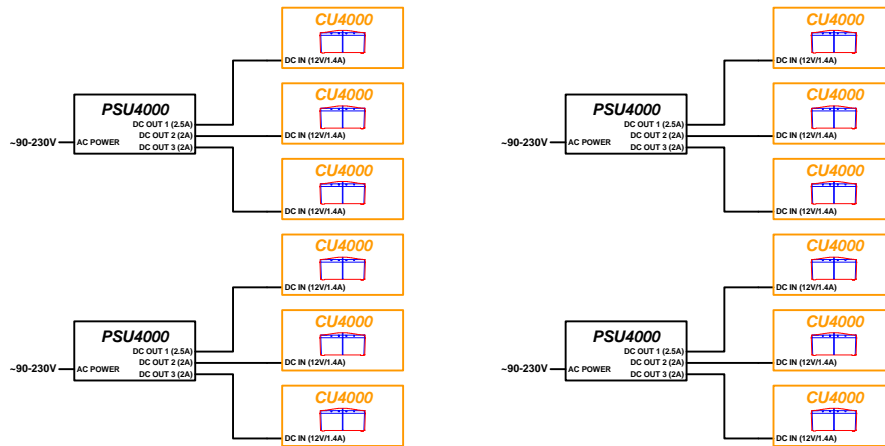 CU4000
DC IN (12V/1.4A)
CU4000
DC IN (12V/1.4A)
CU4000
DC IN (12V/1.4A)
PSU4000
DC OUT 1 (2.5A)
DC OUT 2 (2A)
DC OUT 3 (2A)
~90-230V
AC POWER
CU4000
DC IN (12V/1.4A)
CU4000
DC IN (12V/1.4A)
CU4000
DC IN (12V/1.4A)
PSU4000
DC OUT 1 (2.5A)
DC OUT 2 (2A)
DC OUT 3 (2A)
~90-230V
AC POWER
CU4000
DC IN (12V/1.4A)
CU4000
DC IN (12V/1.4A)
CU4000
DC IN (12V/1.4A)
PSU4000
DC OUT 1 (2.5A)
DC OUT 2 (2A)
DC OUT 3 (2A)
~90-230V
AC POWER
CU4000
DC IN (12V/1.4A)
CU4000
DC IN (12V/1.4A)
CU4000
DC IN (12V/1.4A)
PSU4000
DC OUT 1 (2.5A)
DC OUT 2 (2A)
DC OUT 3 (2A)
~90-230V
AC POWER